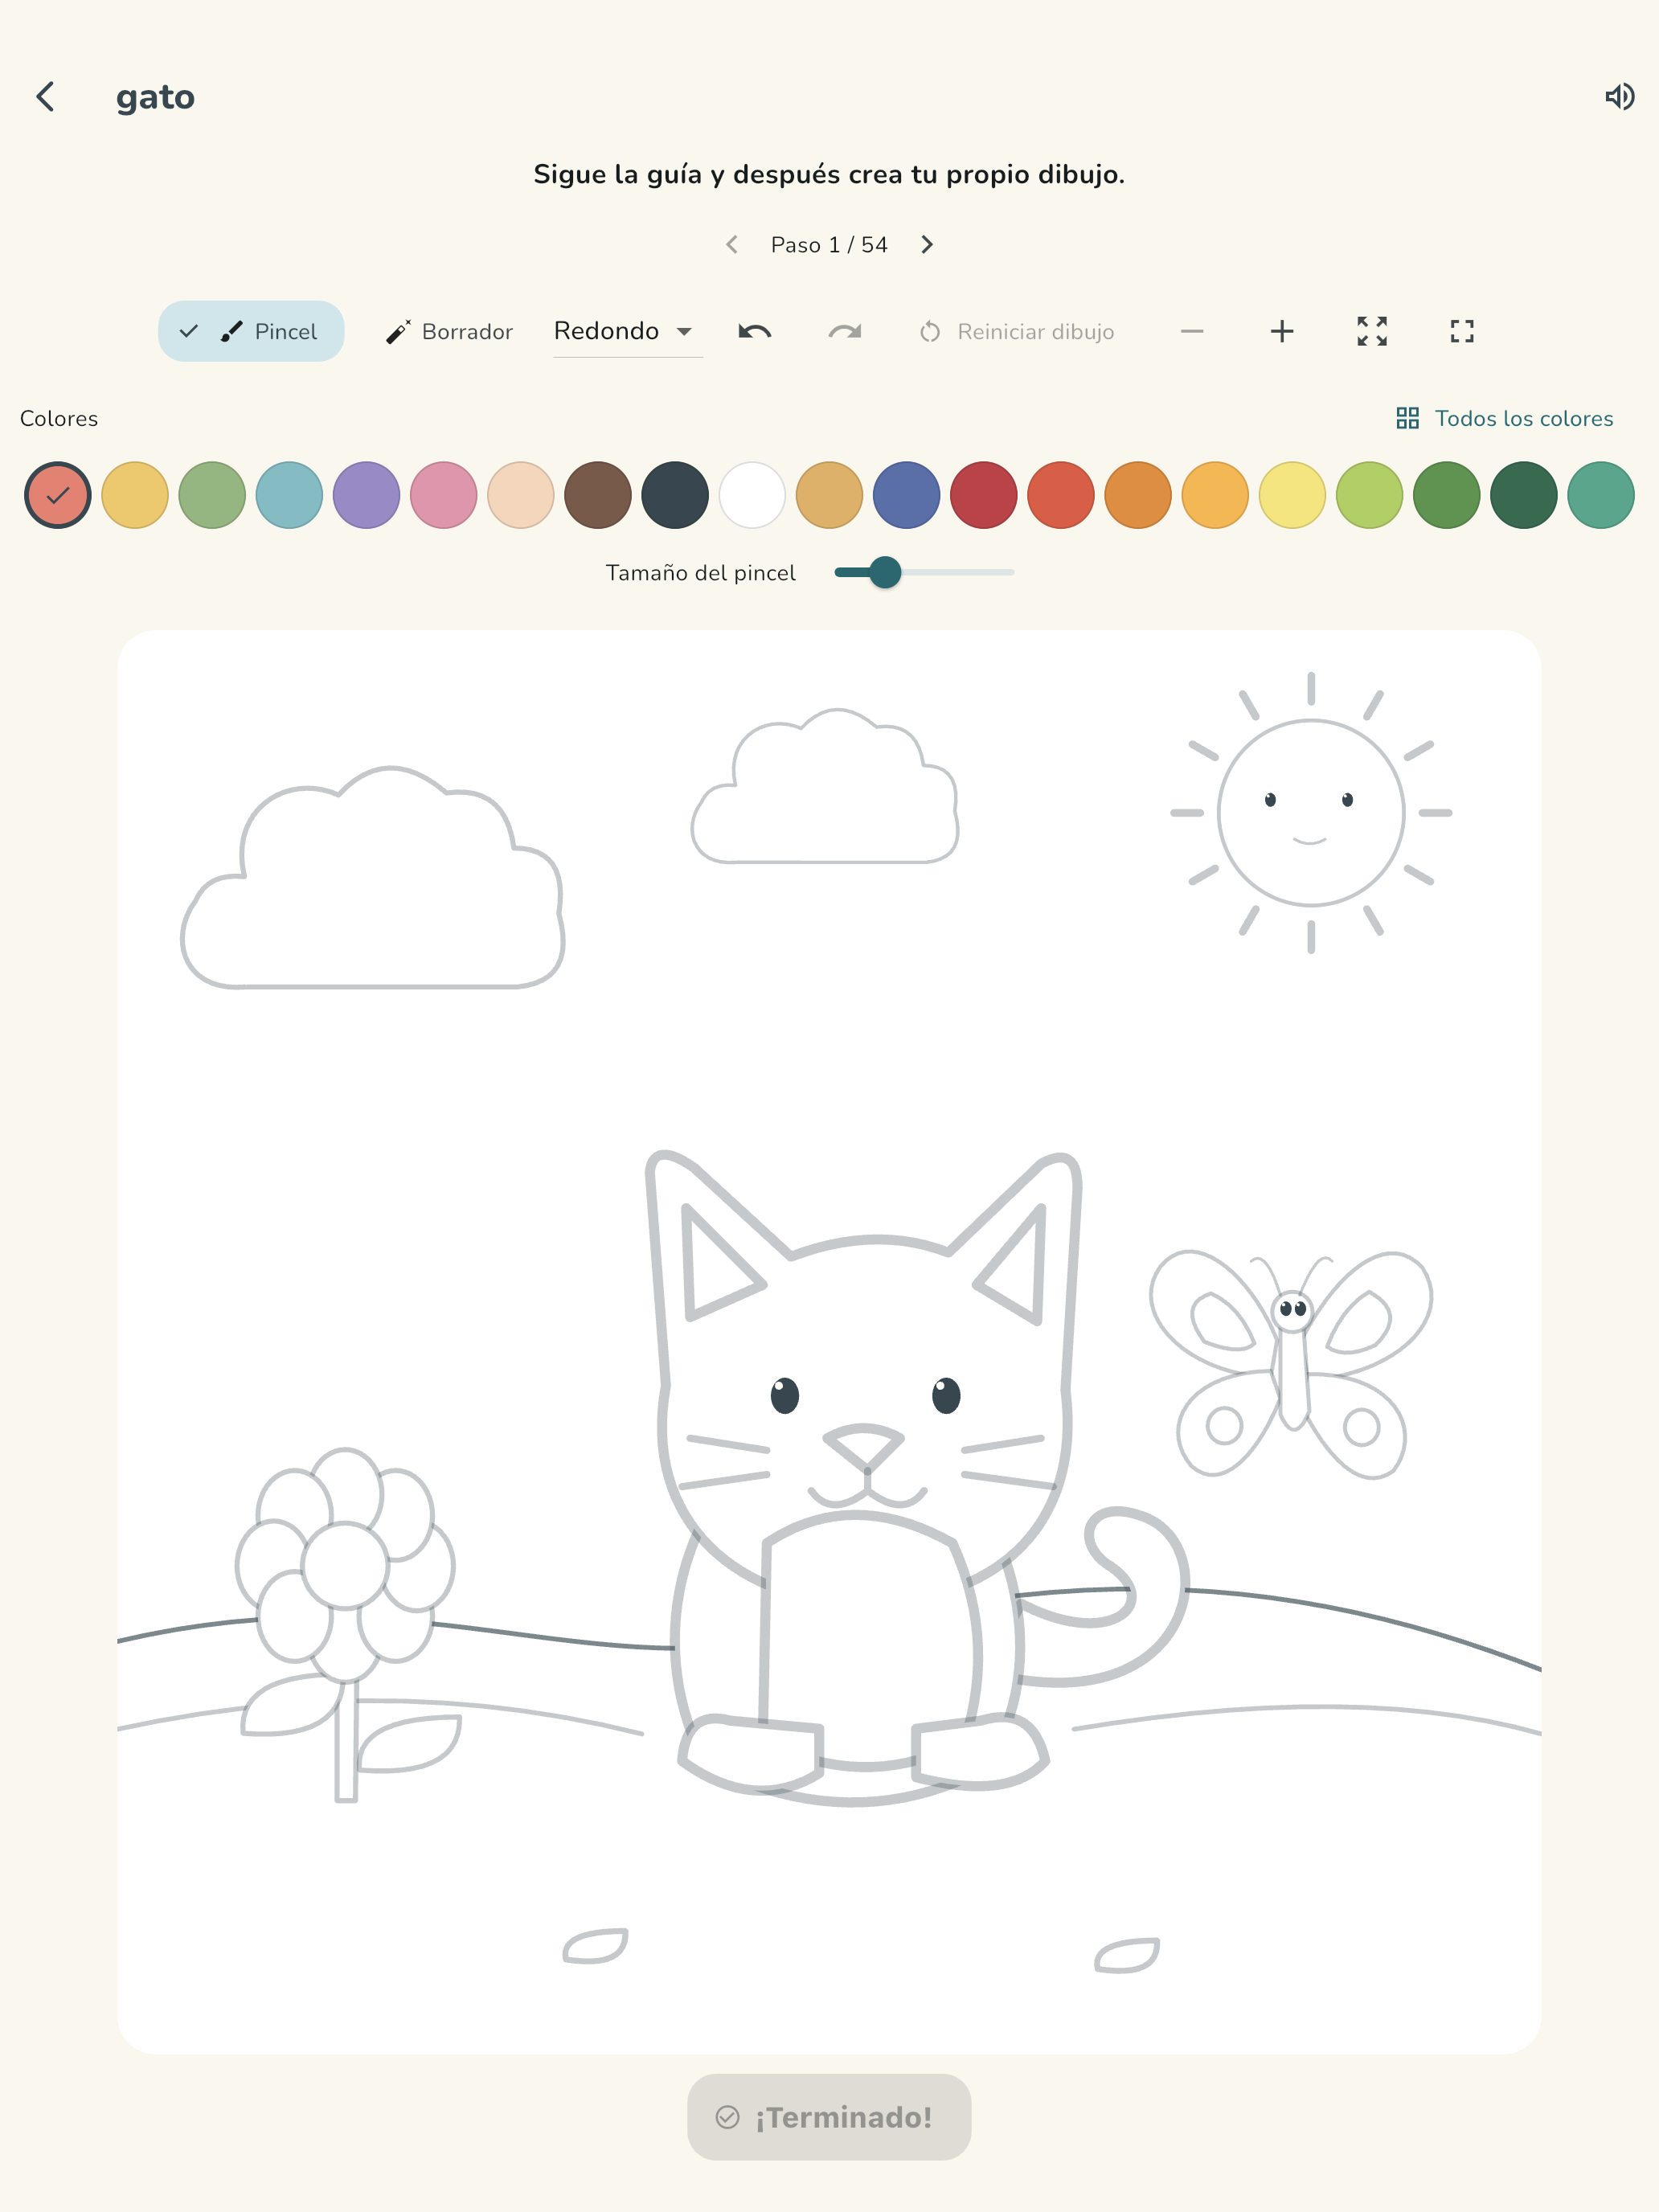 gato
Sigue la guía y después crea tu propio dibujo.
Paso 1 / 54
Pincel
Borrador
Redondo
Reiniciar dibujo
Colores
Todos los colores
Tamaño del pincel
¡Terminado!